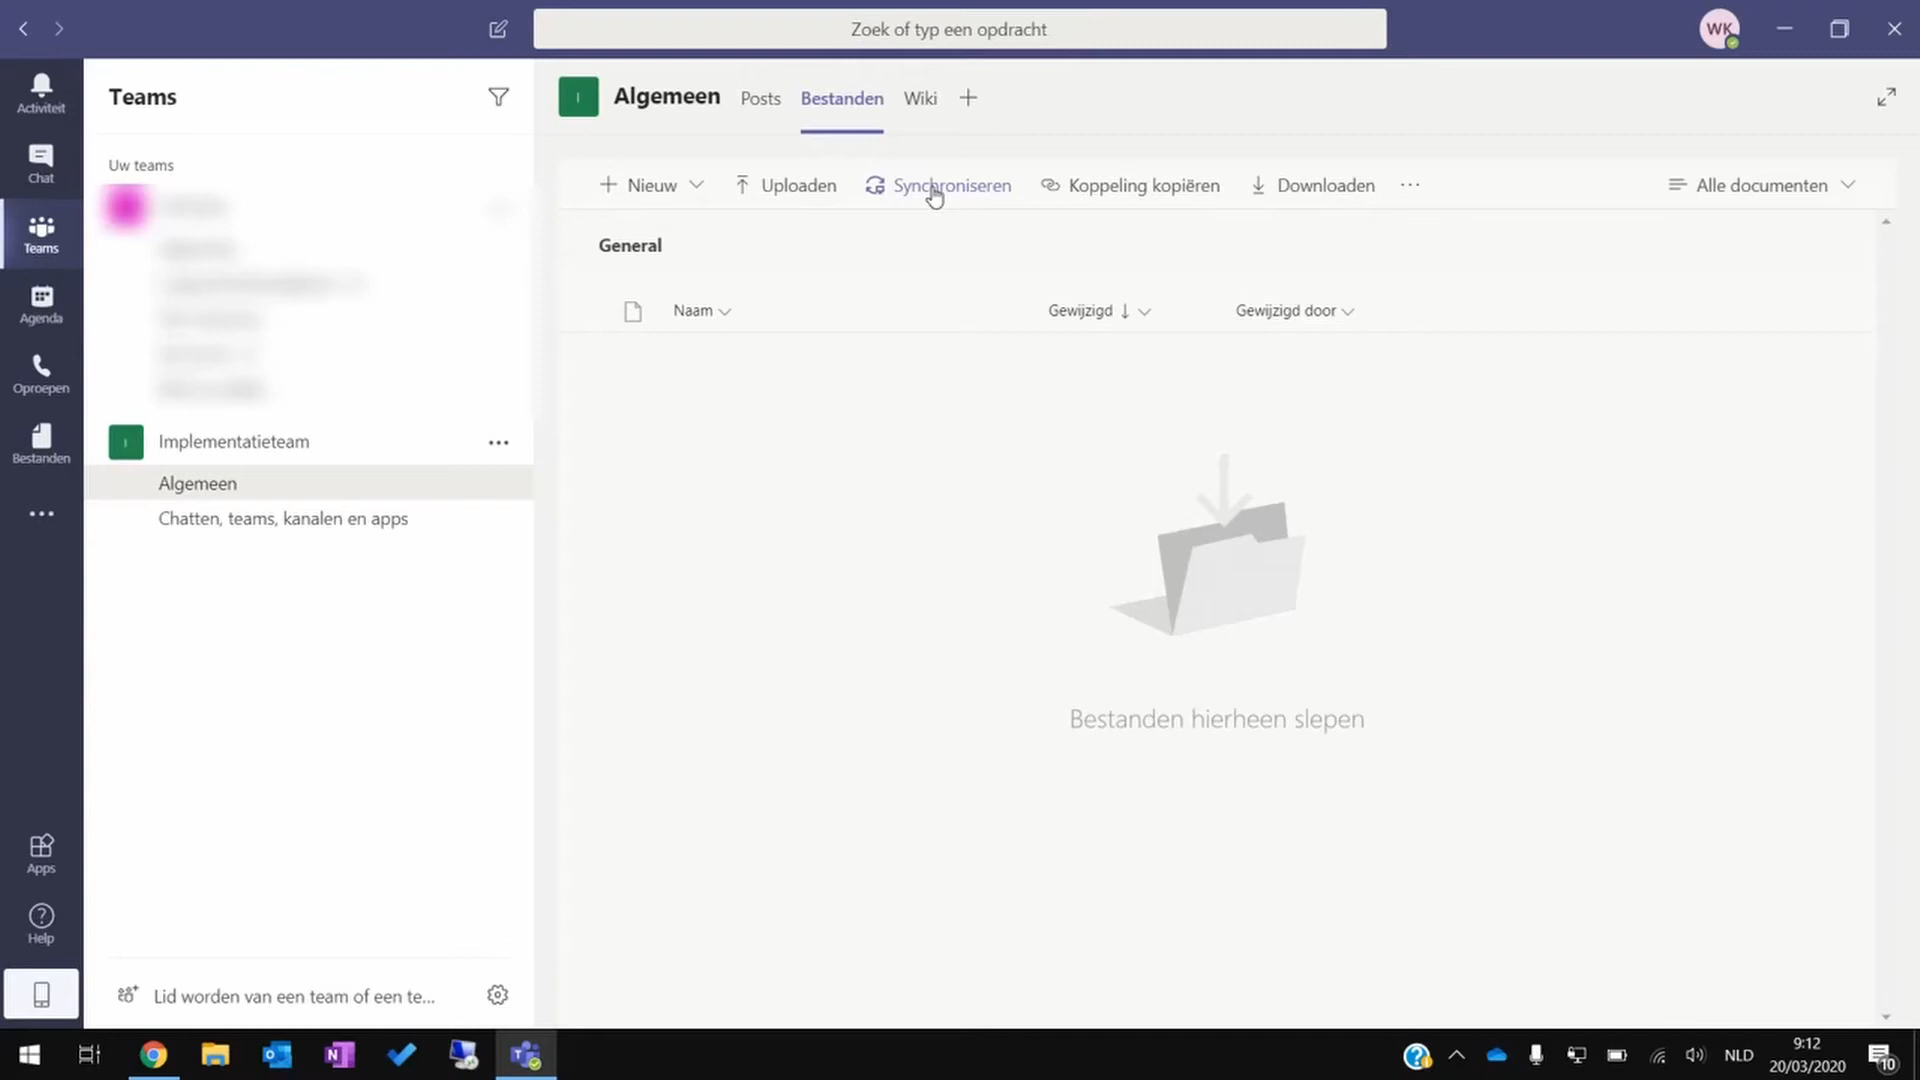 Zoek of typ een opdracht
WK
Activiteit
Chat
Teams
Agenda
Oproepen
Bestanden
Apps
Help
Teams
Uw teams
I
Implementatieteam
Algemeen
Chatten, teams, kanalen en apps
Lid worden van een team of een te...
I
Algemeen
Posts
Bestanden
Wiki
Nieuw
Uploaden
Synchroniseren
Koppeling kopiëren
Downloaden
Alle documenten
General
Naam
Gewijzigd
Gewijzigd door
Bestanden hierheen slepen
NLD
9:12
20/03/2020
10